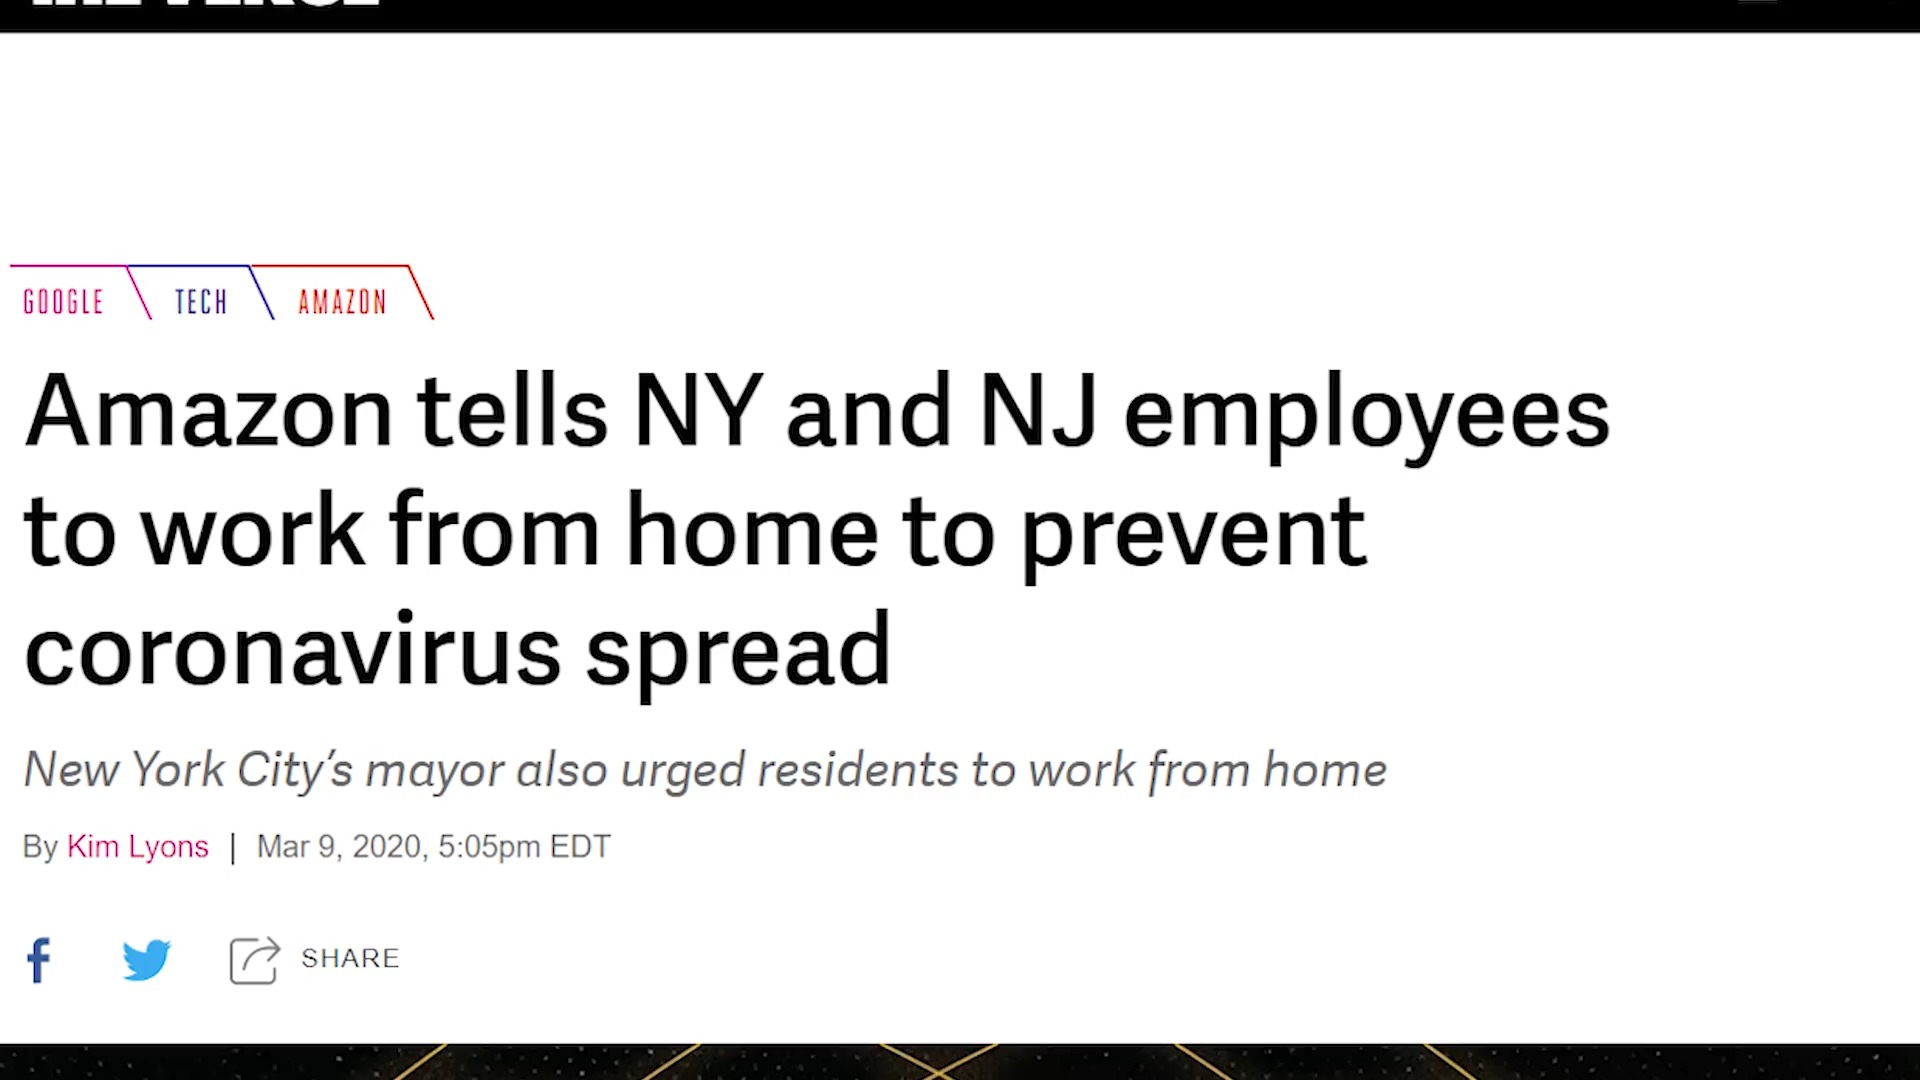 THE VERGE
GOOGLE TECH AMAZON
Amazon tells NY and NJ employees
to work from home to prevent
coronavirus spread
New York City’s mayor also urged residents to work from home
By Kim Lyons | Mar 9, 2020, 5:05pm EDT
SHARE